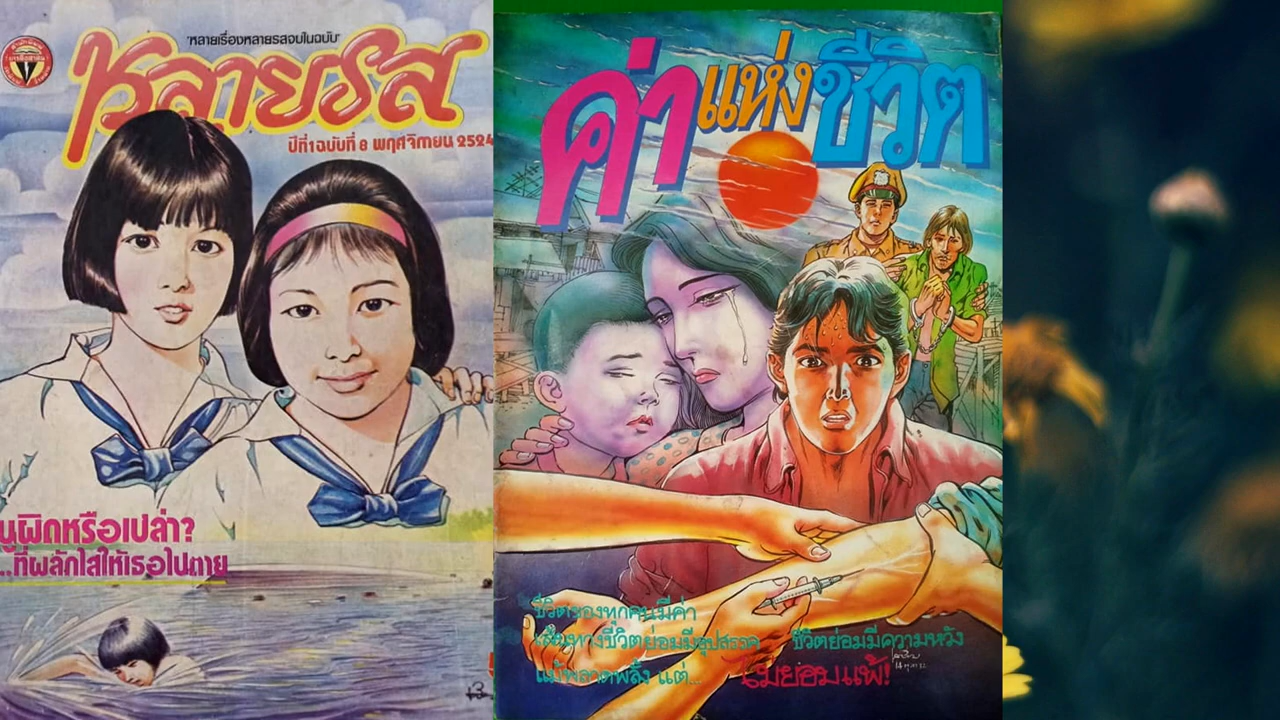 'หลายเรื่องหลายรสจบในฉบับ'
หลายรส
ปีที่1ฉบับที่ 8 พฤศจิกายน 2524
นูผิดหรือเปล่า?
...ที่ผลักไสให้เธอไปตาย
ค่าแห่งชีวิต
ชีวิตของทุกคนมีค่า
เส้นทางชีวิตย่อมมีอุปสรรค ชีวิตย่อมมีความหวัง
แม้พลาดพลั้ง แต่... ไม่ยอมแพ้!